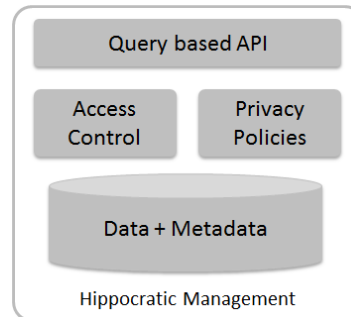 Query based API
Access
Control
Privacy
Policies
Data + Metadata
Hippocratic Management